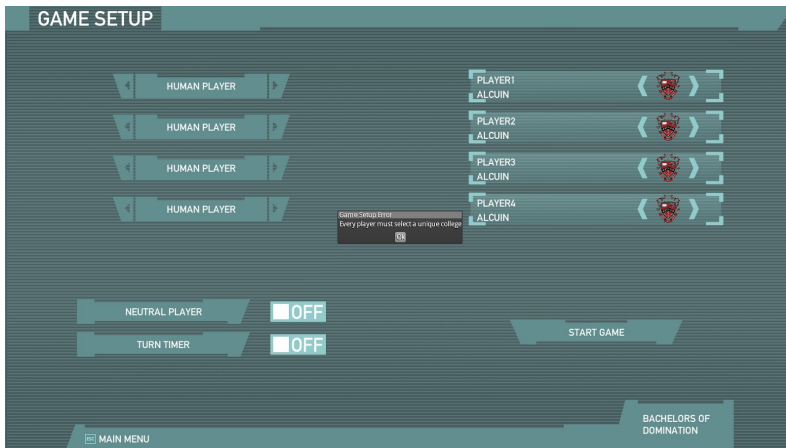 GAME SETUP
HUMAN PLAYER
PLAYER1
ALCUIN
HUMAN PLAYER
PLAYER2
ALCUIN
HUMAN PLAYER
PLAYER3
ALCUIN
HUMAN PLAYER
PLAYER4
ALCUIN
Game Setup Error
Every player must select a unique college
Ok
NEUTRAL PLAYER
OFF
TURN TIMER
OFF
START GAME
BACHELORS OF
DOMINATION
ESC MAIN MENU